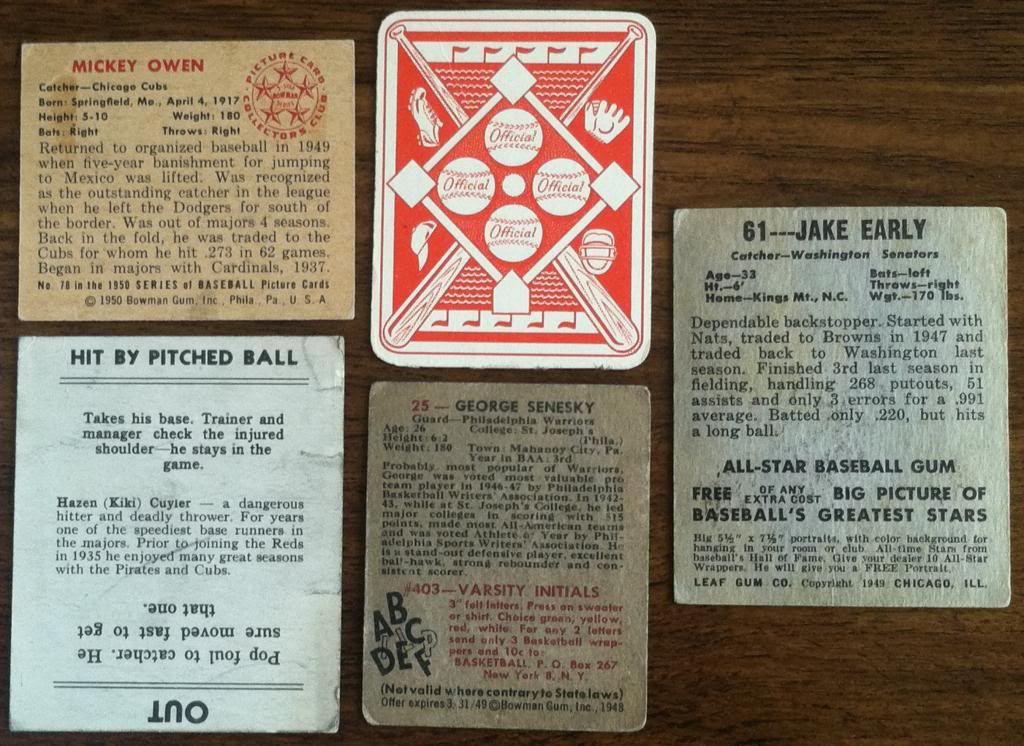 MICKEY OWEN
Catcher—Chicago Cubs
Born: Springfield, Mo., April 4, 1917
Height: 5-10 Weight: 180
Bats: Right Throws: Right
Returned to organized baseball in 1949
when five-year banishment for jumping
to Mexico was lifted. Was recognized
as the outstanding catcher in the league
when he left the Dodgers for south of
the border. Was out of majors 4 seasons.
Back in the fold, he was traded to the
Cubs for whom he hit .273 in 62 games.
Began in majors with Cardinals, 1937.
No. 78 in the 1950 SERIES of BASEBALL Picture Cards
© 1950 Bowman Gum, Inc., Phila., Pa., U. S. A.
PICTURE CARD
COLLECTORS CLUB
Official
Official
Official
Official
61---JAKE EARLY
Catcher—Washington Senators
Age—33 Bats—left
Ht.—6' Throws—right
Home—Kings Mt., N.C. Wgt.—170 lbs.
Dependable backstopper. Started with
Nats, traded to Browns in 1947 and
traded back to Washington last
season. Finished 3rd last season in
fielding, handling 268 putouts, 51
assists and only 3 errors for a .991
average. Batted only .220, but hits
a long ball.
ALL-STAR BASEBALL GUM
FREE OF ANY EXTRA COST BIG PICTURE OF
BASEBALL'S GREATEST STARS
Big 5½" x 7½" portraits, with color background for
hanging in your room or club. All-time Stars from
baseball's Hall of Fame. Give your dealer 10 All-Star
Wrappers. He will give you a FREE Portrait.
LEAF GUM CO. Copyright 1949 CHICAGO, ILL.
HIT BY PITCHED BALL
Takes his base. Trainer and
manager check the injured
shoulder—he stays in the
game.
Hazen (Kiki) Cuyler — a dangerous
hitter and deadly thrower. For years
one of the speediest base runners in
the majors. Prior to joining the Reds
in 1935 he enjoyed many great seasons
with the Pirates and Cubs.
OUT
Pop foul to catcher. He
sure moved fast to get
that one.
25 — GEORGE SENESKY
Guard—Philadelphia Warriors
Age: 26 College: St. Joseph's
Height: 6-2 (Phila.)
Weight: 180 Town: Mahanoy City, Pa.
Year in BAA: 3rd
Probably most popular of Warriors,
George was voted most valuable pro
team player in 1946-47 by Philadelphia
Basketball Writers' Association. In 1942-
43, while at St. Joseph's College, he led
major colleges in scoring with 515
points, made most All-American teams
and was voted Athlete o' Year by Phil-
adelphia Sports Writers' Association. He
is a stand-out defensive player, excellent
ball-hawk, strong rebounder and con-
sistent scorer.
#403—VARSITY INITIALS
3" felt letters. Press on sweater
or shirt. Choice green, yellow,
red, white. For any 2 letters
send only 3 Basketball wrap-
pers and 10c to:
BASKETBALL, P. O. Box 267
New York 8, N. Y.
ABC
DEF
(Not valid where contrary to State laws)
Offer expires 3/31/49 © Bowman Gum, Inc., 1948